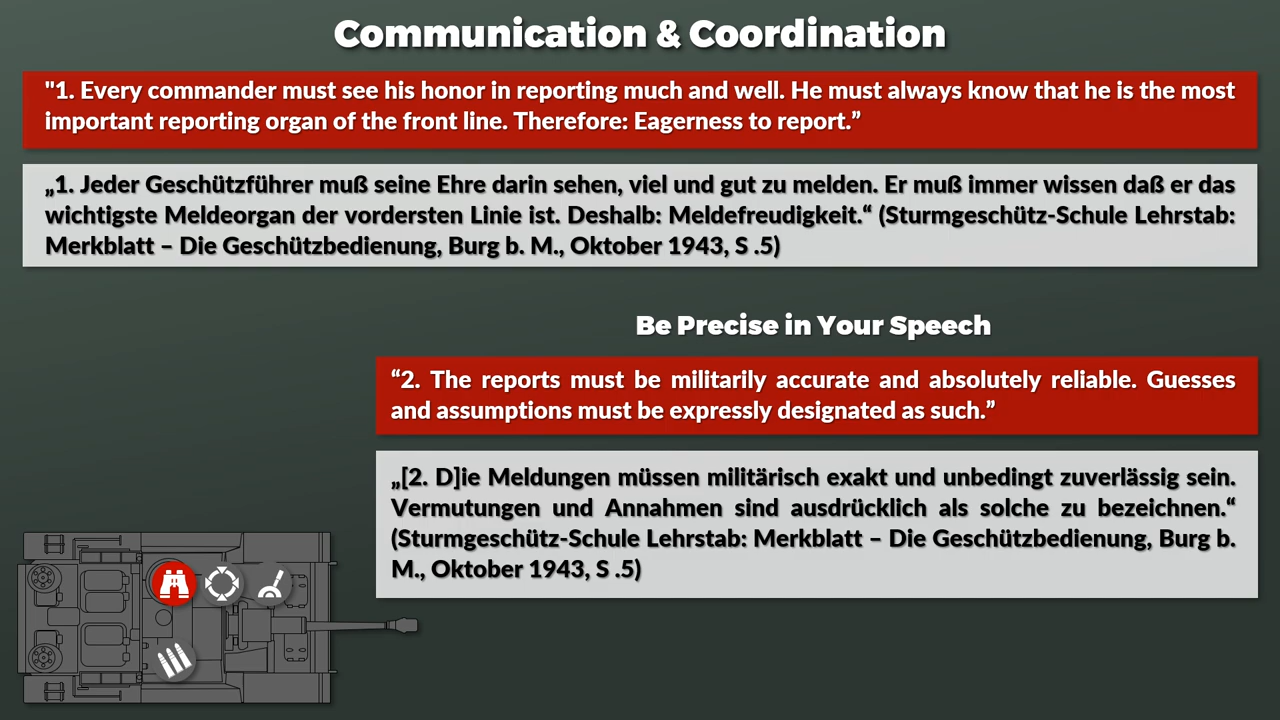 Communication & Coordination
"1. Every commander must see his honor in reporting much and well. He must always know that he is the most
important reporting organ of the front line. Therefore: Eagerness to report.”
„1. Jeder Geschützführer muß seine Ehre darin sehen, viel und gut zu melden. Er muß immer wissen daß er das
wichtigste Meldeorgan der vordersten Linie ist. Deshalb: Meldefreudigkeit.“ (Sturmgeschütz-Schule Lehrstab:
Merkblatt – Die Geschützbedienung, Burg b. M., Oktober 1943, S .5)
Be Precise in Your Speech
“2. The reports must be militarily accurate and absolutely reliable. Guesses
and assumptions must be expressly designated as such.”
„[2. D]ie Meldungen müssen militärisch exakt und unbedingt zuverlässig sein.
Vermutungen und Annahmen sind ausdrücklich als solche zu bezeichnen.“
(Sturmgeschütz-Schule Lehrstab: Merkblatt – Die Geschützbedienung, Burg b.
M., Oktober 1943, S .5)